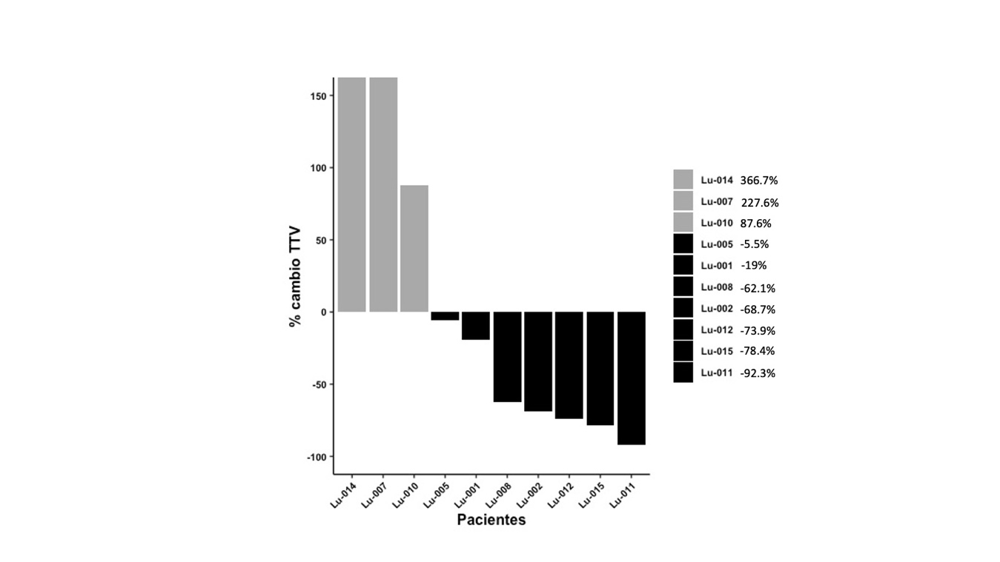 150
100
50
0
-50
-100
% cambio TTV
Lu-014
Lu-007
Lu-010
Lu-005
Lu-001
Lu-008
Lu-002
Lu-012
Lu-015
Lu-011
Pacientes
Lu-014 366.7%
Lu-007 227.6%
Lu-010 87.6%
Lu-005 -5.5%
Lu-001 -19%
Lu-008 -62.1%
Lu-002 -68.7%
Lu-012 -73.9%
Lu-015 -78.4%
Lu-011 -92.3%